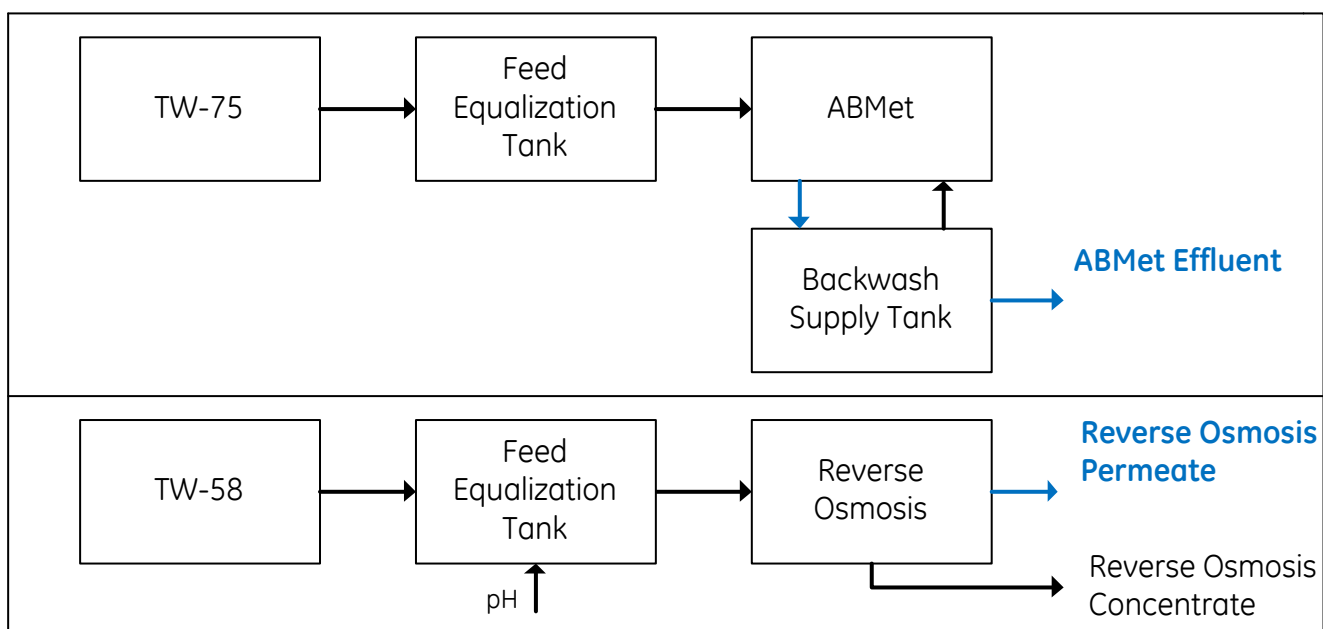 TW-75
Feed
Equalization
Tank
ABMet
Backwash
Supply Tank
ABMet Effluent
TW-58
Feed
Equalization
Tank
pH
Reverse
Osmosis
Reverse Osmosis
Permeate
Reverse Osmosis
Concentrate